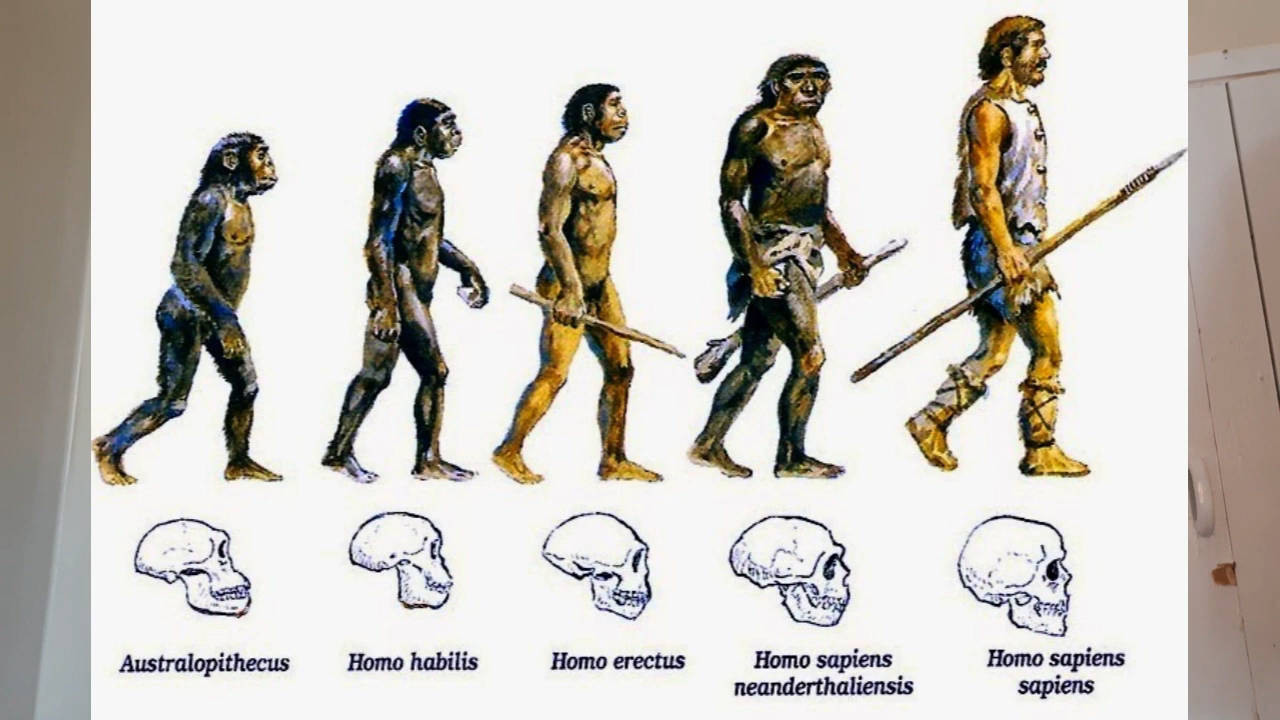 Australopithecus
Homo habilis
Homo erectus
Homo sapiens
neanderthaliensis
Homo sapiens
sapiens